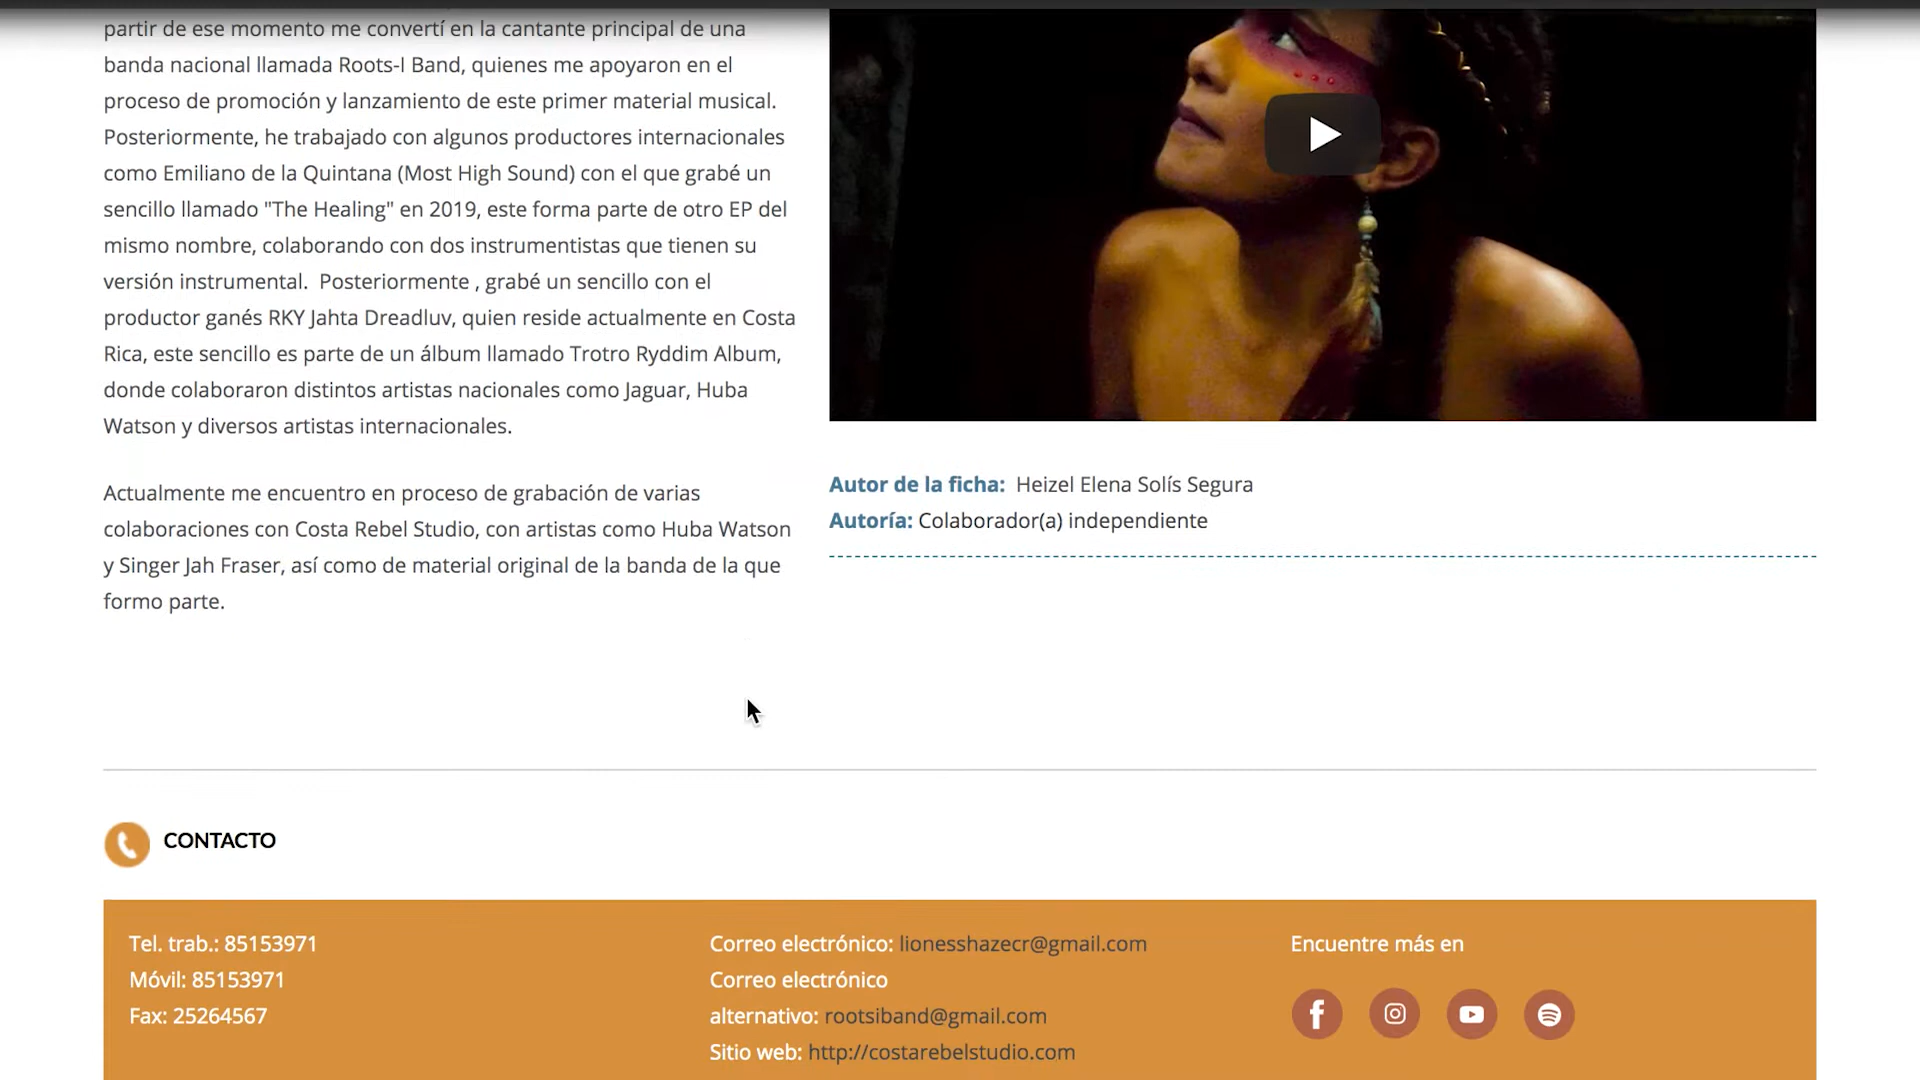 partir de ese momento me convertí en la cantante principal de una
banda nacional llamada Roots-I Band, quienes me apoyaron en el
proceso de promoción y lanzamiento de este primer material musical.
Posteriormente, he trabajado con algunos productores internacionales
como Emiliano de la Quintana (Most High Sound) con el que grabé un
sencillo llamado "The Healing" en 2019, este forma parte de otro EP del
mismo nombre, colaborando con dos instrumentistas que tienen su
versión instrumental.  Posteriormente , grabé un sencillo con el
productor ganés RKY Jahta Dreadluv, quien reside actualmente en Costa
Rica, este sencillo es parte de un álbum llamado Trotro Ryddim Album,
donde colaboraron distintos artistas nacionales como Jaguar, Huba
Watson y diversos artistas internacionales.
Actualmente me encuentro en proceso de grabación de varias
colaboraciones con Costa Rebel Studio, con artistas como Huba Watson
y Singer Jah Fraser, así como de material original de la banda de la que
formo parte.
Autor de la ficha:  Heizel Elena Solís Segura
Autoría: Colaborador(a) independiente
CONTACTO
Tel. trab.: 85153971
Móvil: 85153971
Fax: 25264567
Correo electrónico: lionesshazecr@gmail.com
Correo electrónico
alternativo: rootsiband@gmail.com
Sitio web: http://costarebelstudio.com
Encuentre más en